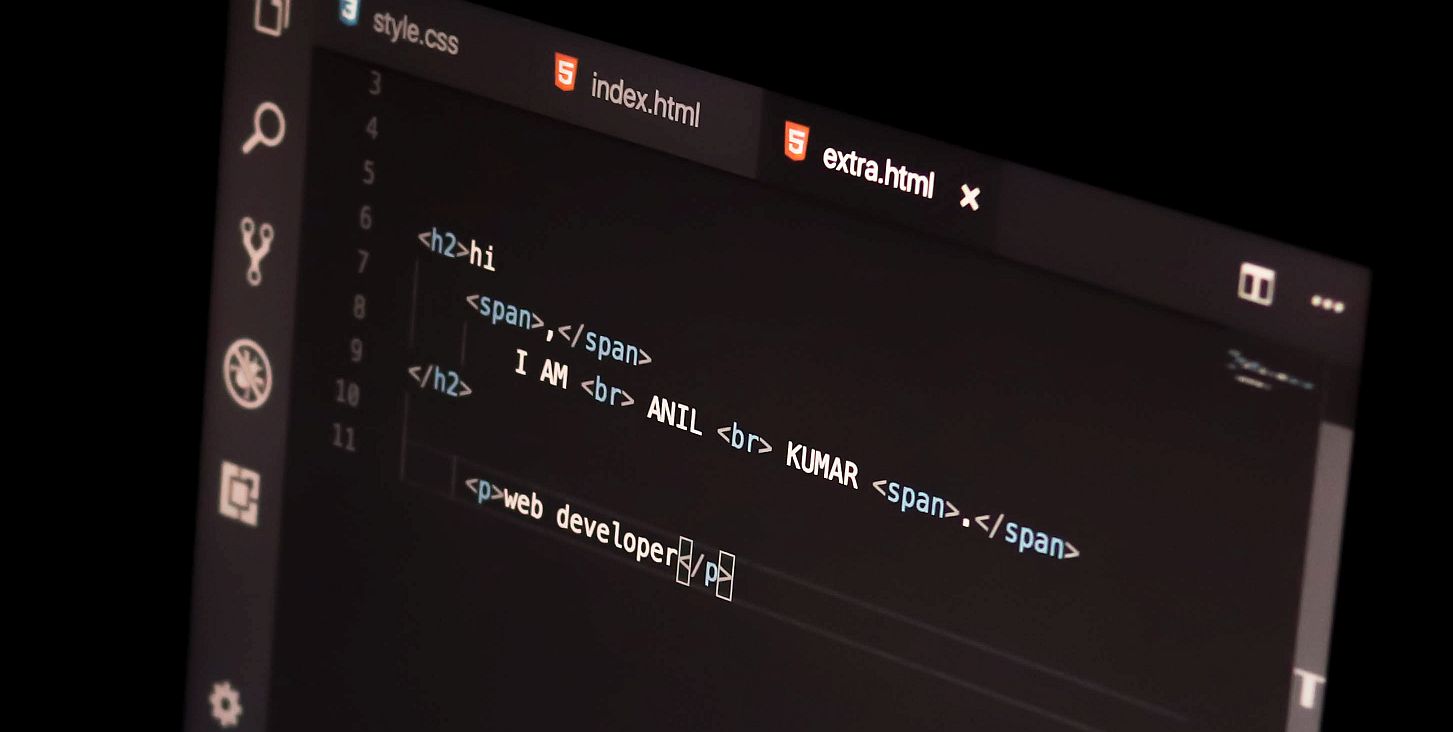 style.css
index.html
extra.html
3
4
5
6
7
8
9
10
11
<h2>hi
<span>,</span>
I AM <br> ANIL <br> KUMAR <span>.</span>
</h2>
<p>web developer</p>
T